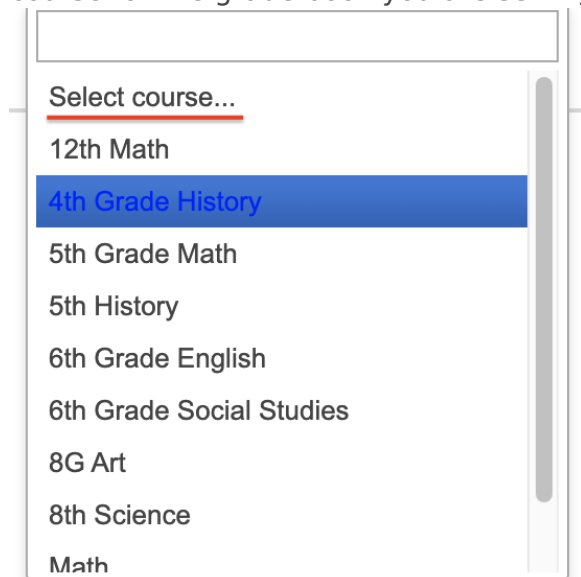 Select course...
12th Math
4th Grade History
5th Grade Math
5th History
6th Grade English
6th Grade Social Studies
8G Art
8th Science
Math